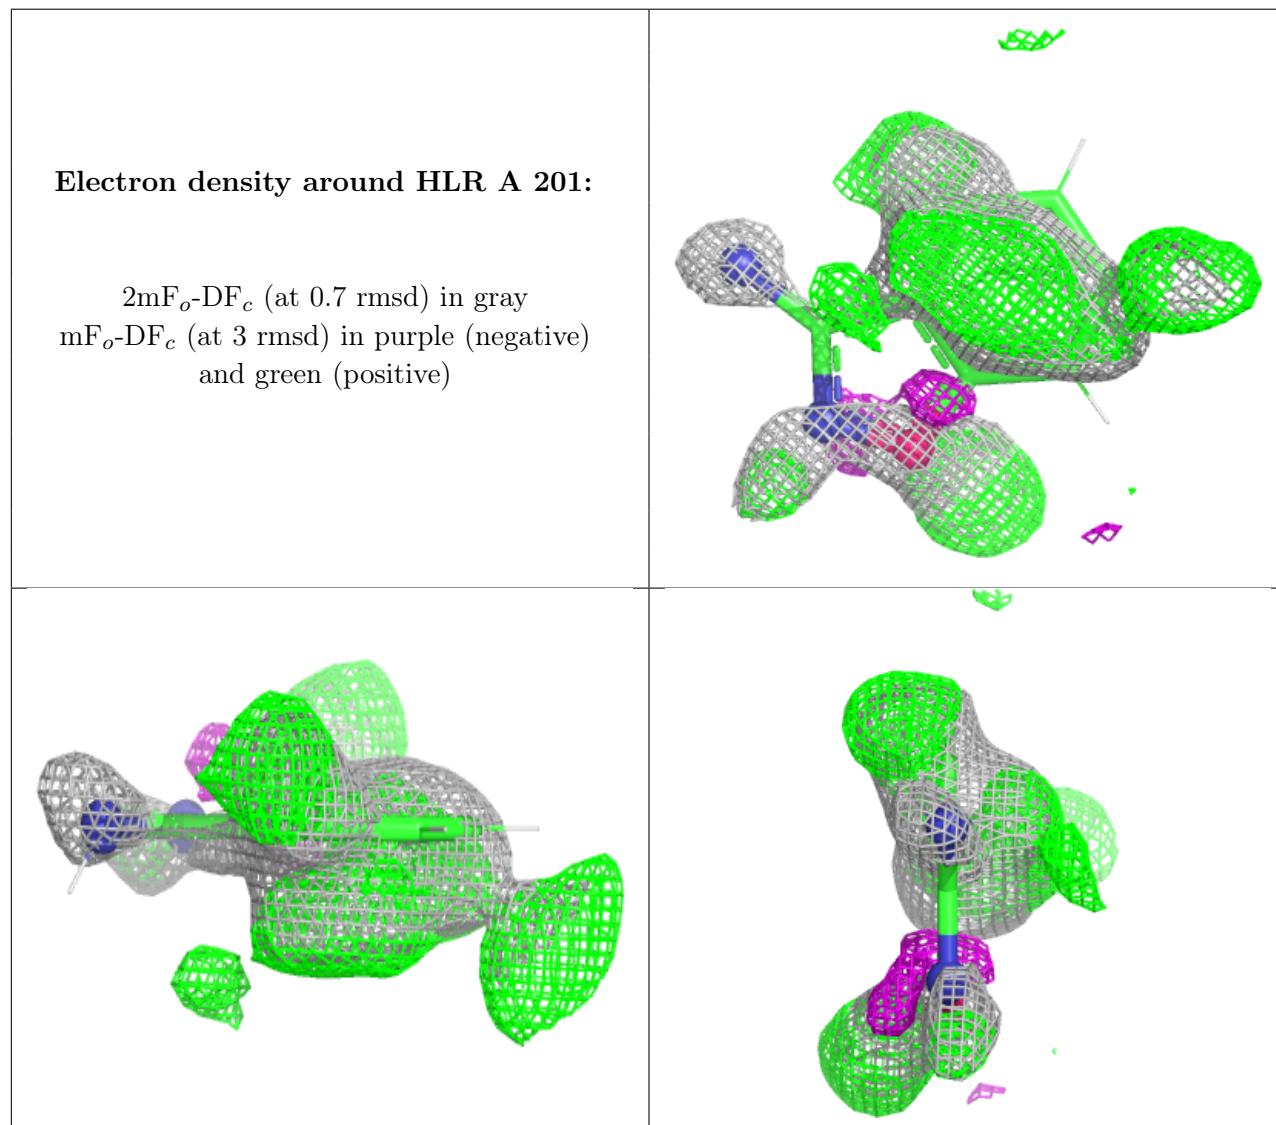 Electron density around HLR A 201:
2mFo-DFc (at 0.7 rmsd) in gray
mFo-DFc (at 3 rmsd) in purple (negative)
and green (positive)